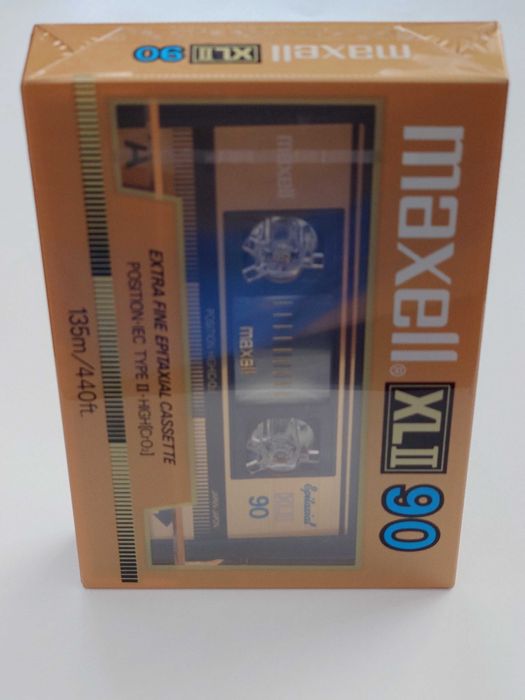 maxell XLII 90
maxell® XLII 90
A
maxell
maxell
Epitaxial
90
EXTRA FINE EPITAXIAL CASSETTE
POSITION·IEC TYPE II·HIGH[CrO₂]
135m/440ft.